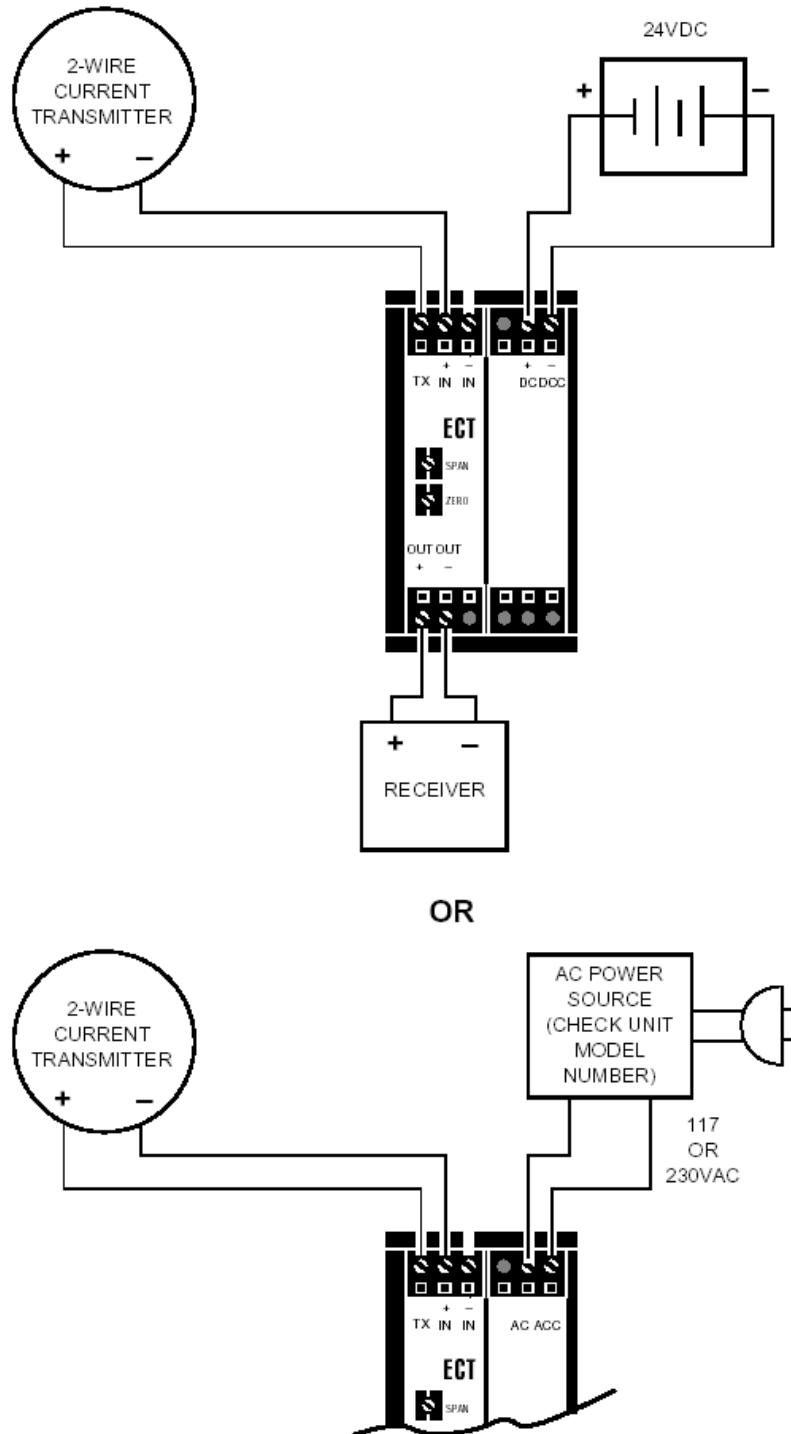 24VDC
2-WIRE
CURRENT
TRANSMITTER
+ –
+ –
+ – + –
TX IN IN DC DCC
ECT
SPAN
ZERO
OUT OUT
+ –
+ –
RECEIVER
OR
2-WIRE
CURRENT
TRANSMITTER
+ –
AC POWER
SOURCE
(CHECK UNIT
MODEL
NUMBER)
117
OR
230VAC
+ –
TX IN IN AC ACC
ECT
SPAN